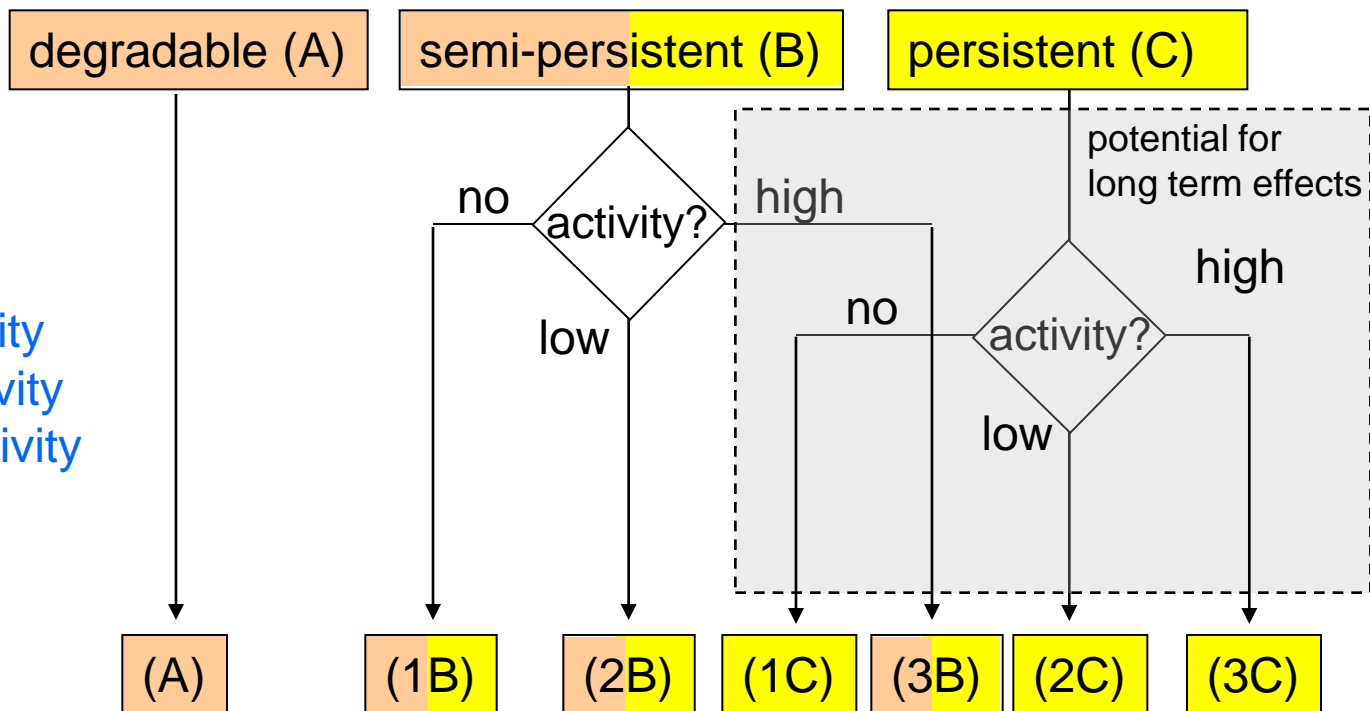 degradable (A)
semi-persistent (B)
persistent (C)
potential for
long term effects
no
activity?
high
high
no
activity?
low
low
(A)
(1B)
(2B)
(1C)
(3B)
(2C)
(3C)